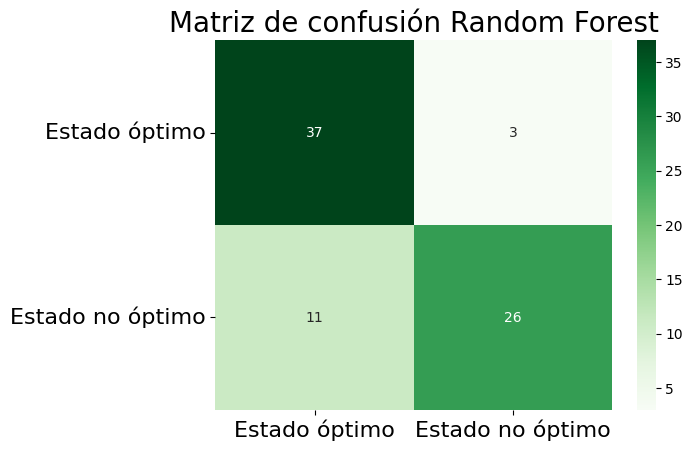 Matriz de confusión Random Forest
Estado óptimo
37
3
Estado no óptimo
11
26
Estado óptimo
Estado no óptimo
35
30
25
20
15
10
5